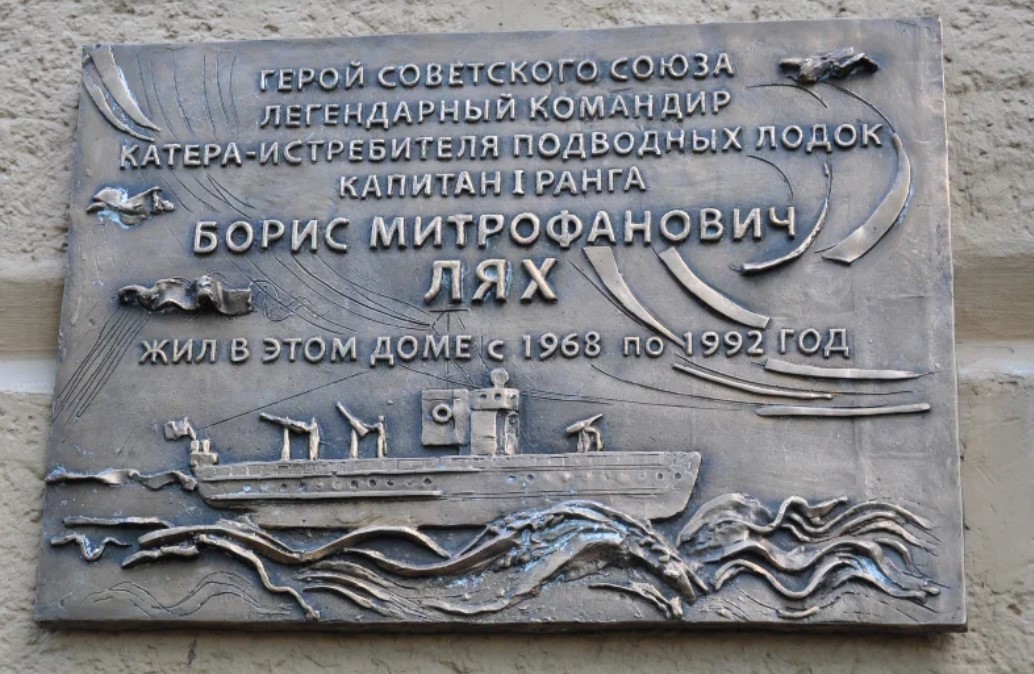 ГЕРОЙ СОВЕТСКОГО СОЮЗА
ЛЕГЕНДАРНЫЙ КОМАНДИР
КАТЕРА-ИСТРЕБИТЕЛЯ ПОДВОДНЫХ ЛОДОК
КАПИТАН I РАНГА
БОРИС МИТРОФАНОВИЧ
ЛЯХ
ЖИЛ В ЭТОМ ДОМЕ с 1968 по 1992 ГОД